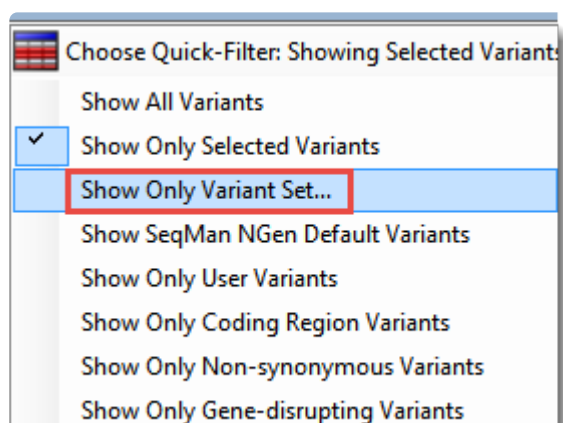 Choose Quick-Filter: Showing Selected Variants
Show All Variants
Show Only Selected Variants
Show Only Variant Set...
Show SeqMan NGen Default Variants
Show Only User Variants
Show Only Coding Region Variants
Show Only Non-synonymous Variants
Show Only Gene-disrupting Variants